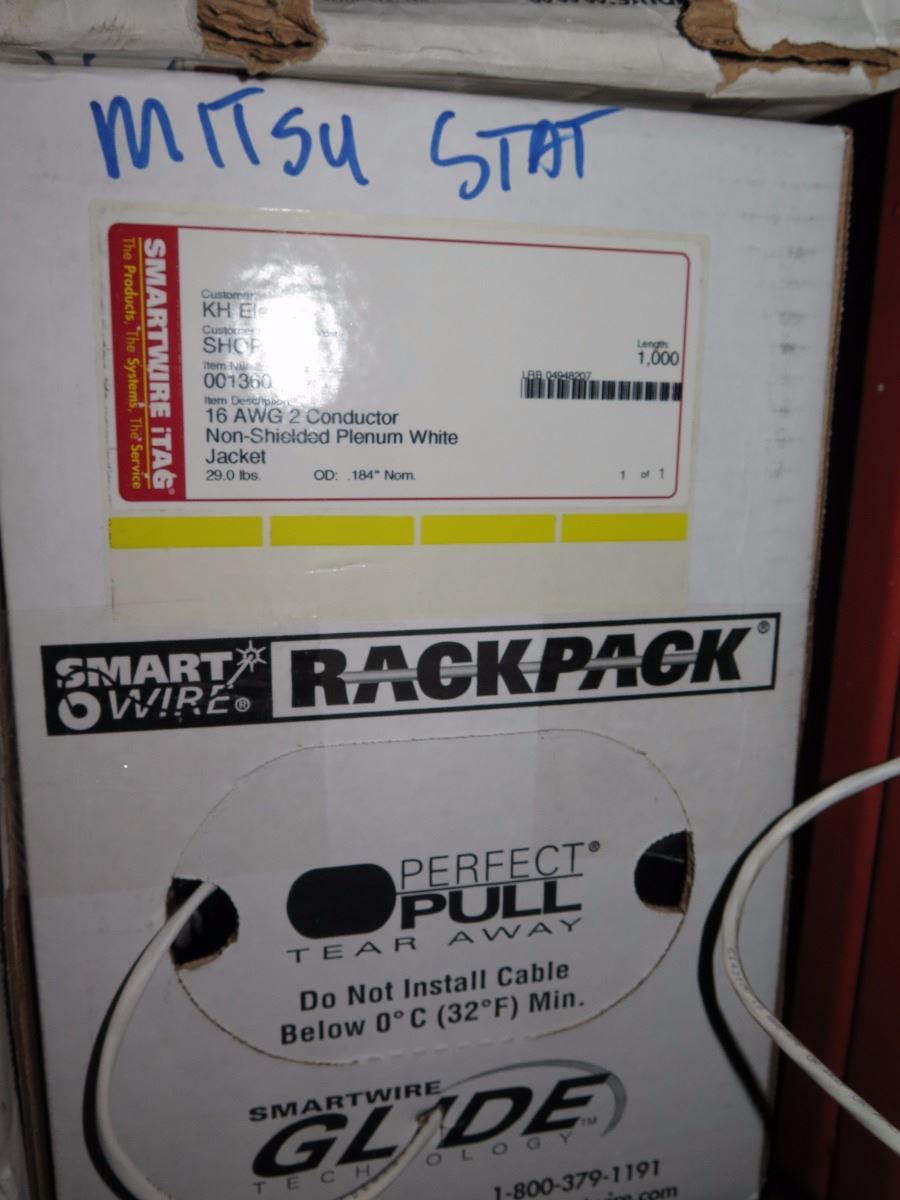 MITSU STAT
SMARTWIRE iTAG®
The Products, The Systems, The Service
Customer
KH
Customer
SHOP
Item
001360
Item Description
16 AWG 2 Conductor
Non-Shielded Plenum White
Jacket
29.0 lbs. OD: .184" Nom.
Length:
1,000
LRR 04948207
1 of 1
SMART WIRE® RACKPACK®
PERFECT®
PULL
TEAR AWAY
Do Not Install Cable
Below 0°C (32°F) Min.
SMARTWIRE
GLIDE™
TECHNOLOGY
1-800-379-1191